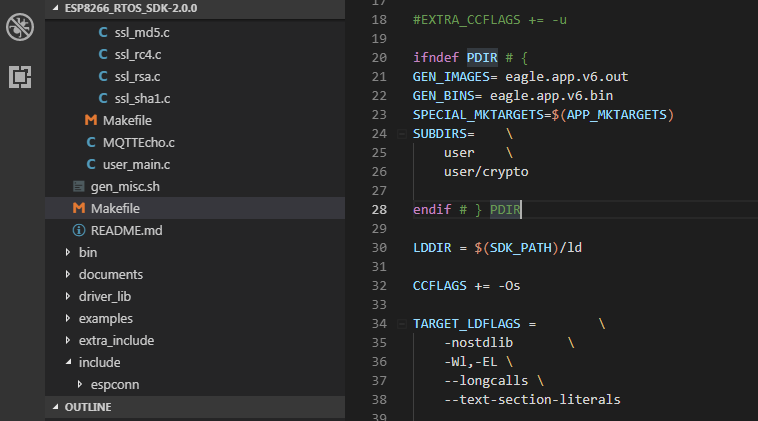 ESP8266_RTOS_SDK-2.0.0
C ssl_md5.c
C ssl_rc4.c
C ssl_rsa.c
C ssl_sha1.c
M Makefile
C MQTTEcho.c
C user_main.c
gen_misc.sh
M Makefile
README.md
bin
documents
driver_lib
examples
extra_include
include
espconn
OUTLINE
17
18 #EXTRA_CCFLAGS += -u
19
20 ifndef PDIR # {
21 GEN_IMAGES= eagle.app.v6.out
22 GEN_BINS= eagle.app.v6.bin
23 SPECIAL_MKTARGETS=$(APP_MKTARGETS)
24 SUBDIRS= \
25 user \
26 user/crypto
27
28 endif # } PDIR
29
30 LDDIR = $(SDK_PATH)/ld
31
32 CCFLAGS += -Os
33
34 TARGET_LDFLAGS = \
35 -nostdlib \
36 -Wl,-EL \
37 --longcalls \
38 --text-section-literals
39